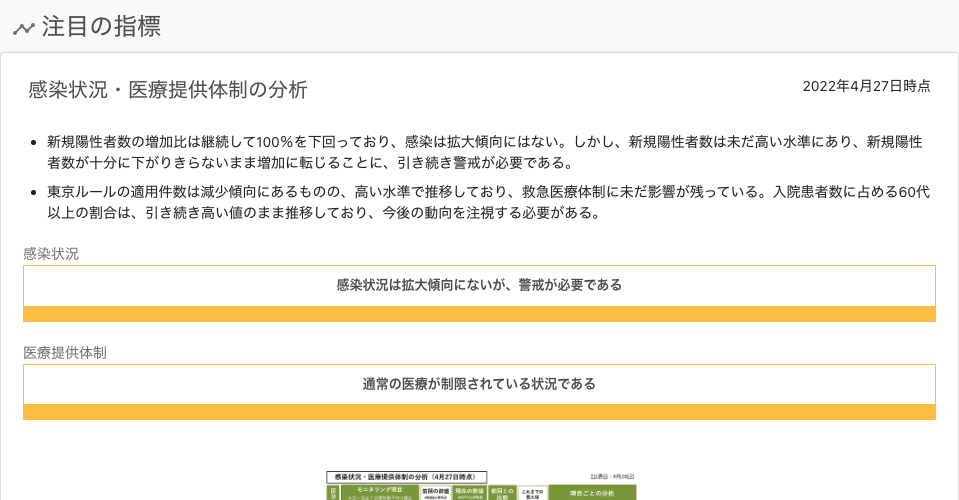 注目の指標
感染状況・医療提供体制の分析
2022年4月27日時点
新規陽性者数の増加比は継続して100％を下回っており、感染は拡大傾向にはない。しかし、新規陽性者数は未だ高い水準にあり、新規陽性
者数が十分に下がりきらないまま増加に転じることに、引き続き警戒が必要である。
東京ルールの適用件数は減少傾向にあるものの、高い水準で推移しており、救急医療体制に未だ影響が残っている。入院患者数に占める60代
以上の割合は、引き続き高い値のまま推移しており、今後の動向を注視する必要がある。
感染状況
感染状況は拡大傾向にないが、警戒が必要である
医療提供体制
通常の医療が制限されている状況である
感染状況・医療提供体制の分析（4月27日時点）
【公表日：4月28日】
モニタリング項目
前回の数値
現在の数値
前回との
比較
これまでの
最大値
項目ごとの分析